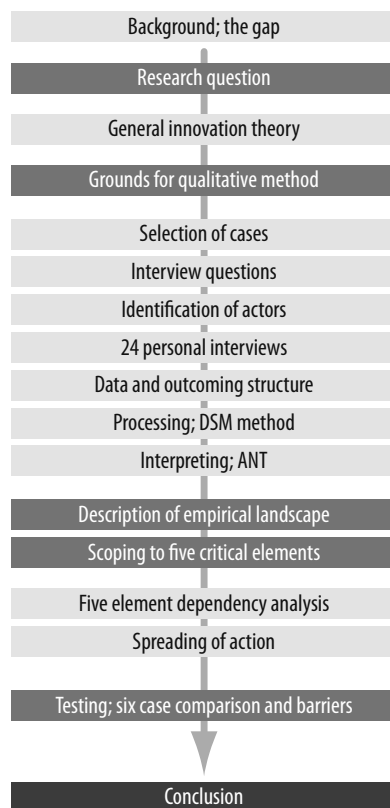 Background; the gap
Research question
General innovation theory
Grounds for qualitative method
Selection of cases
Interview questions
Identification of actors
24 personal interviews
Data and outcoming structure
Processing; DSM method
Interpreting; ANT
Description of empirical landscape
Scoping to five critical elements
Five element dependency analysis
Spreading of action
Testing; six case comparison and barriers
Conclusion